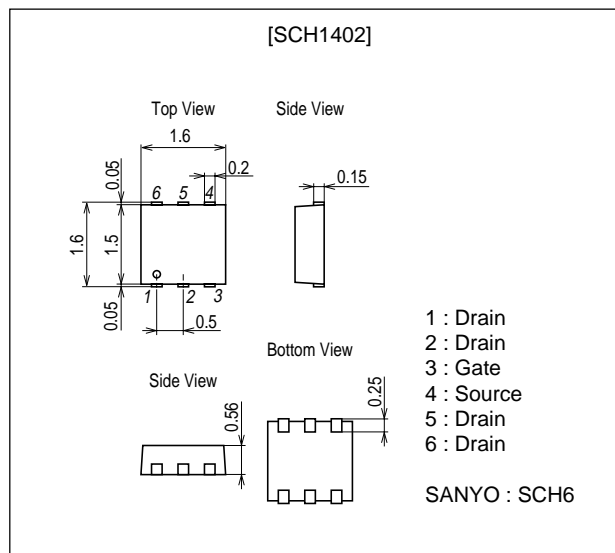 [SCH1402]
Top View
Side View
1.6
0.2
0.05
0.15
6 5 4
1.6
1.5
0.05
1 2 3
0.5
Bottom View
Side View
0.56
0.25
1 : Drain
2 : Drain
3 : Gate
4 : Source
5 : Drain
6 : Drain
SANYO : SCH6